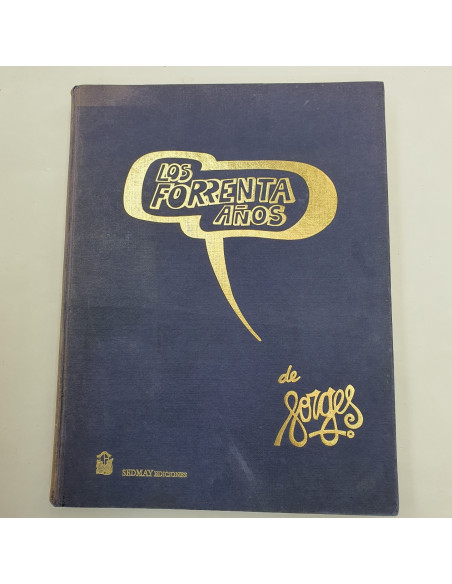 LOS
FORRENTA
AÑOS
de
Forges
SEDMAY EDICIONES